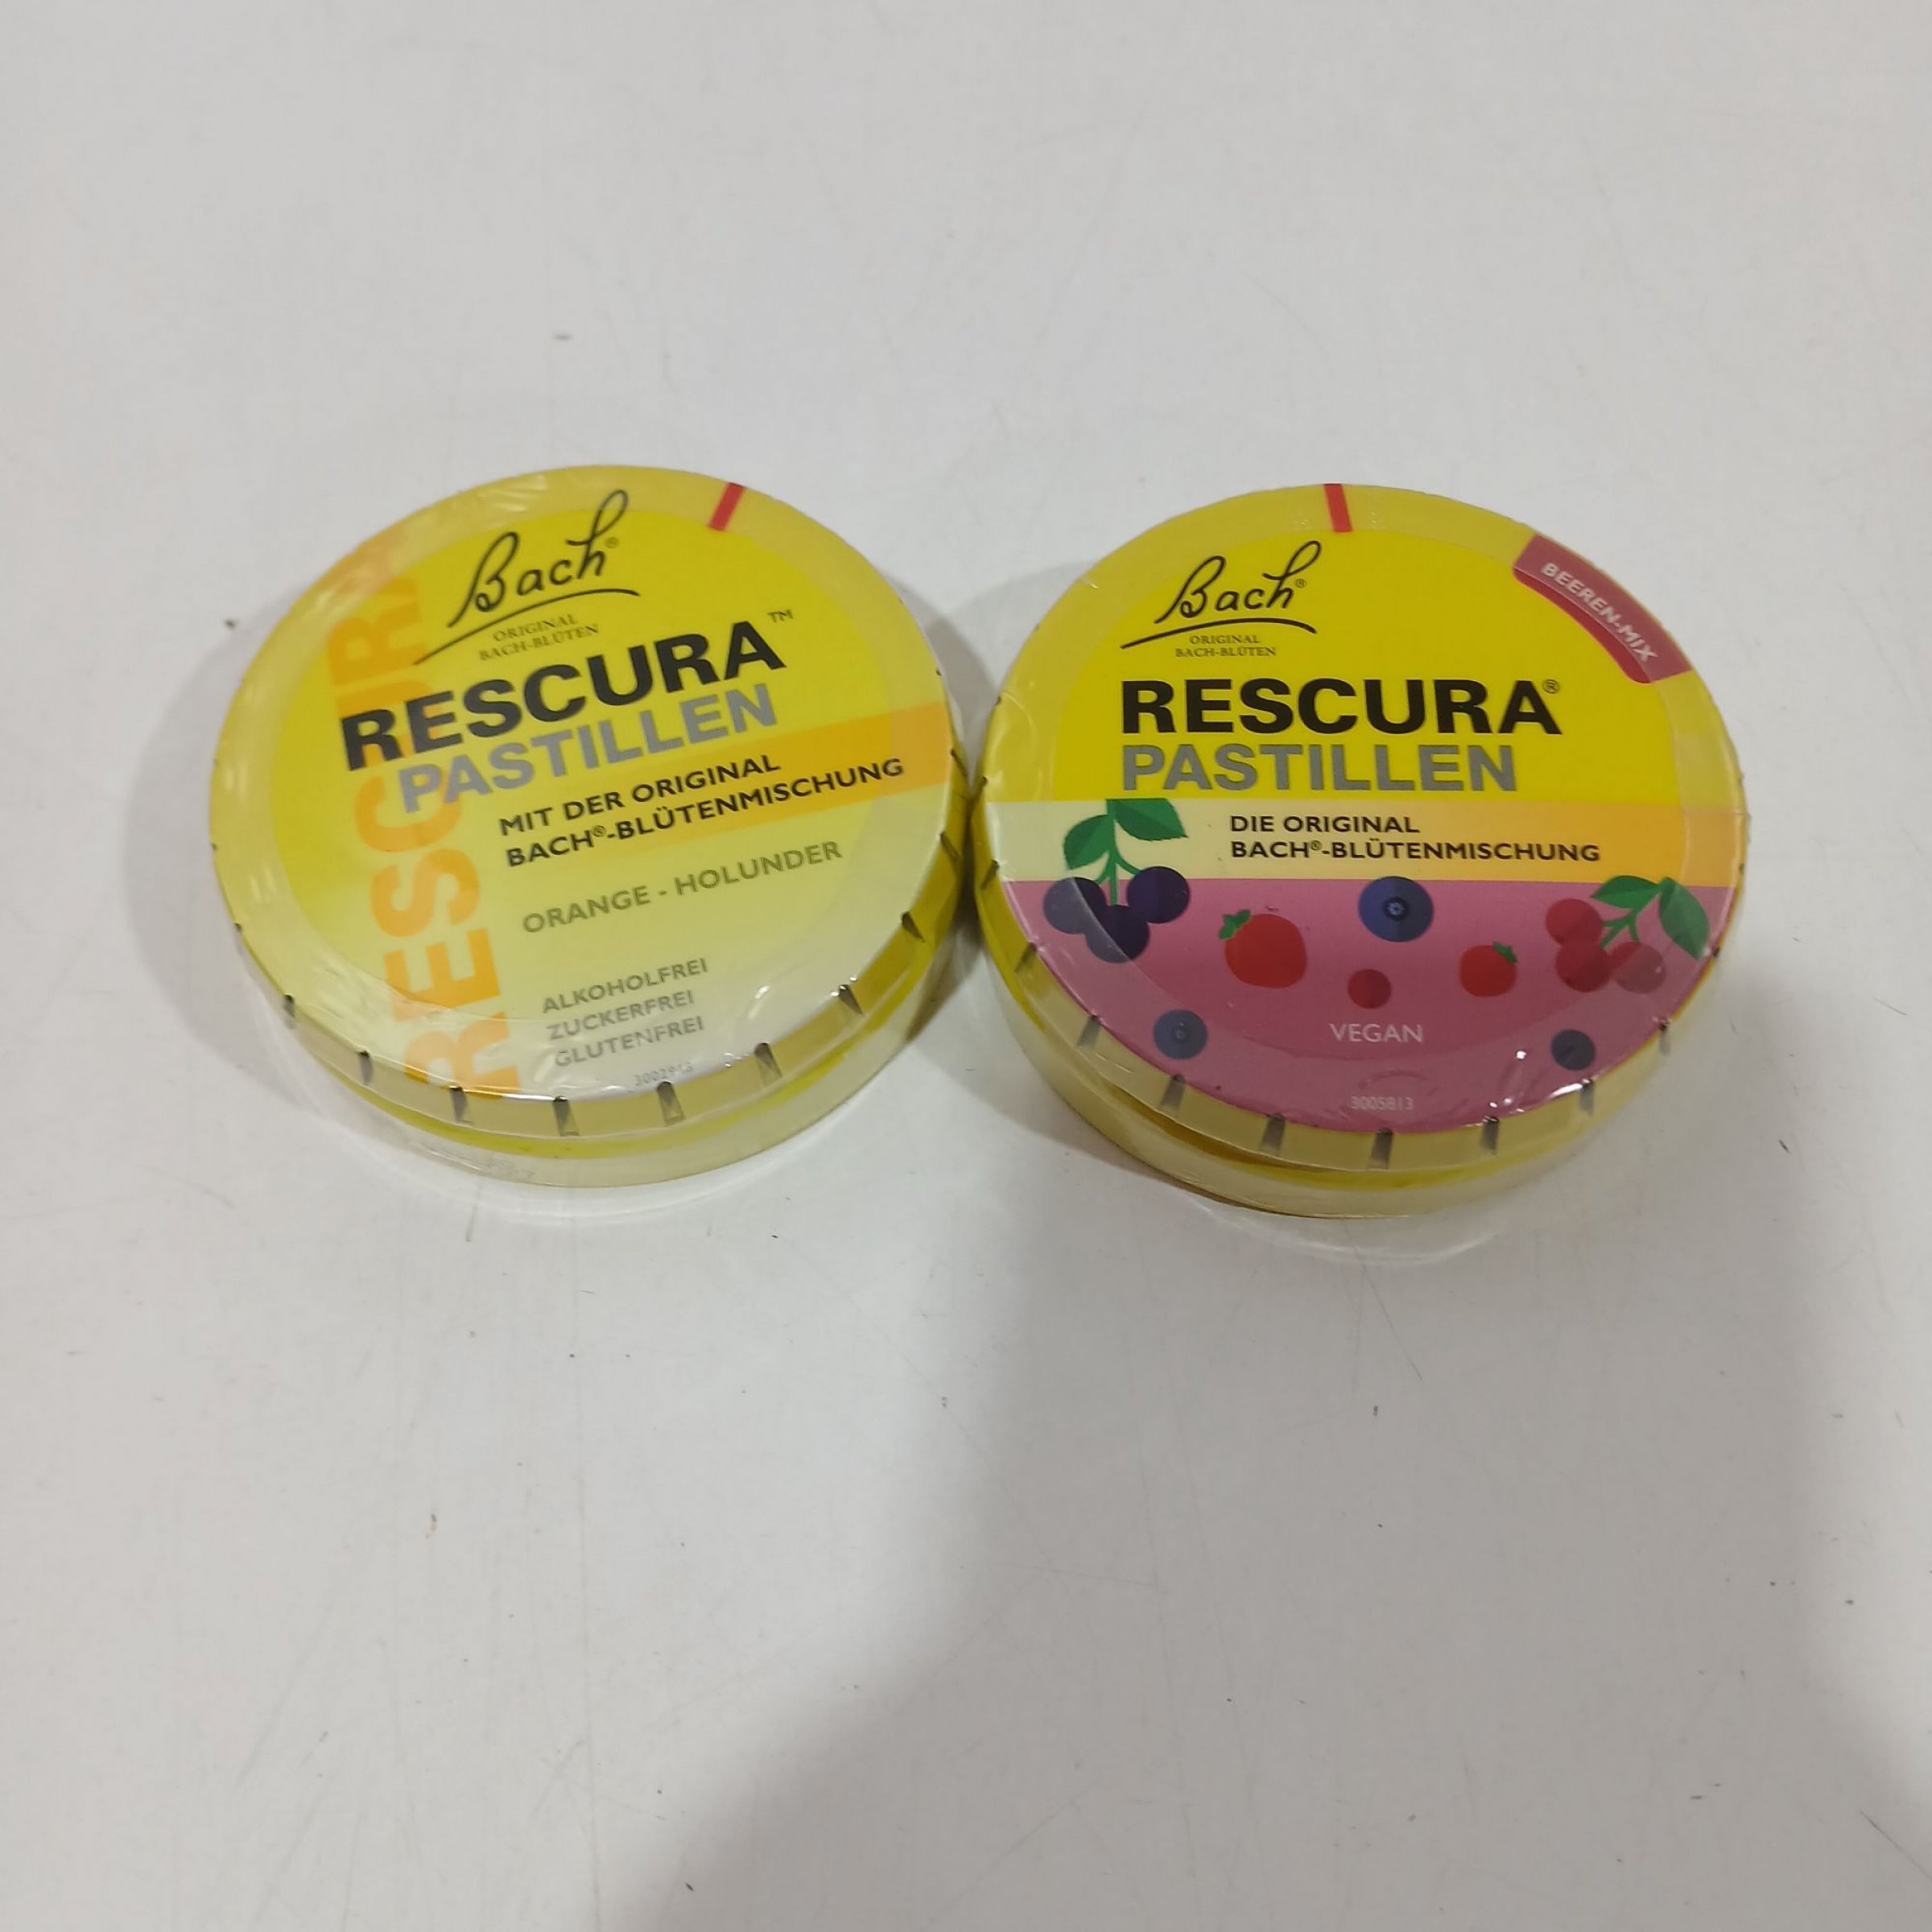 Bach®
ORIGINAL
BACH-BLÜTEN
RESCURA™
PASTILLEN
MIT DER ORIGINAL
BACH®-BLÜTENMISCHUNG
ORANGE - HOLUNDER
ALKOHOLFREI
ZUCKERFREI
GLUTENFREI
RESCURA
Bach®
ORIGINAL
BACH-BLÜTEN
BEEREN-MIX
RESCURA®
PASTILLEN
DIE ORIGINAL
BACH®-BLÜTENMISCHUNG
VEGAN
3005813